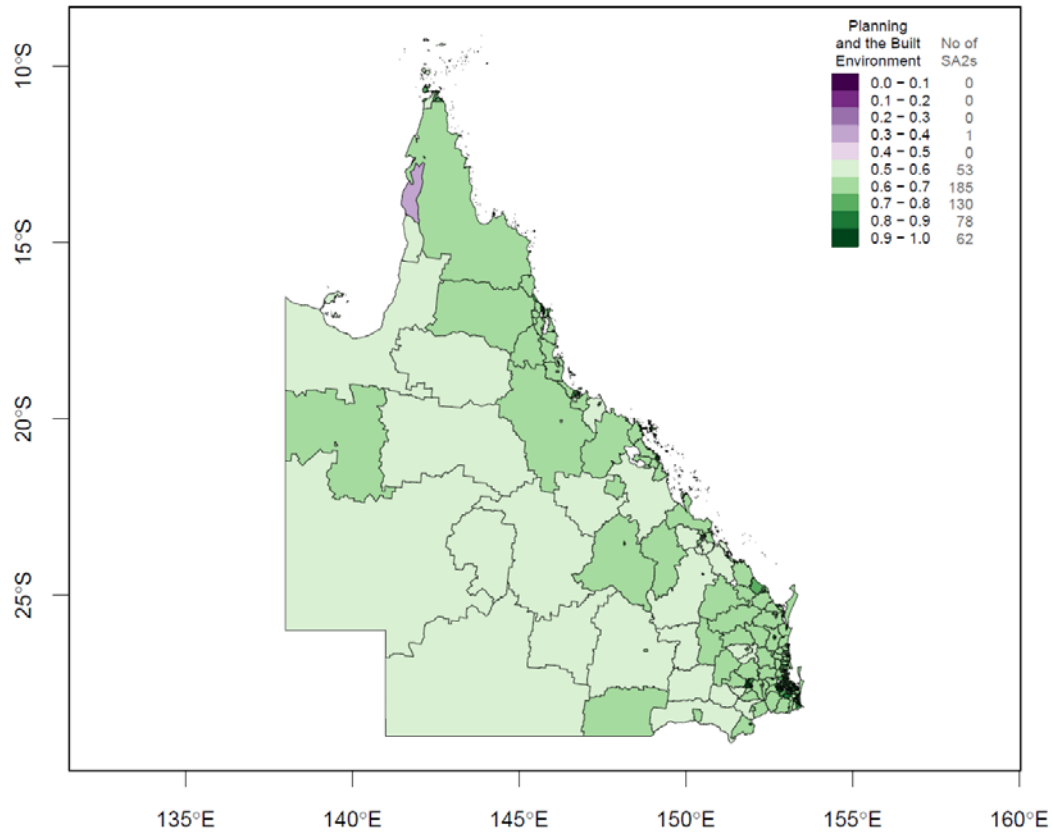 Planning
and the Built No of
Environment SA2s
0.0 − 0.1 0
0.1 − 0.2 0
0.2 − 0.3 0
0.3 − 0.4 1
0.4 − 0.5 0
0.5 − 0.6 53
0.6 − 0.7 185
0.7 − 0.8 130
0.8 − 0.9 78
0.9 − 1.0 62
10°S
15°S
20°S
25°S
135°E 140°E 145°E 150°E 155°E 160°E